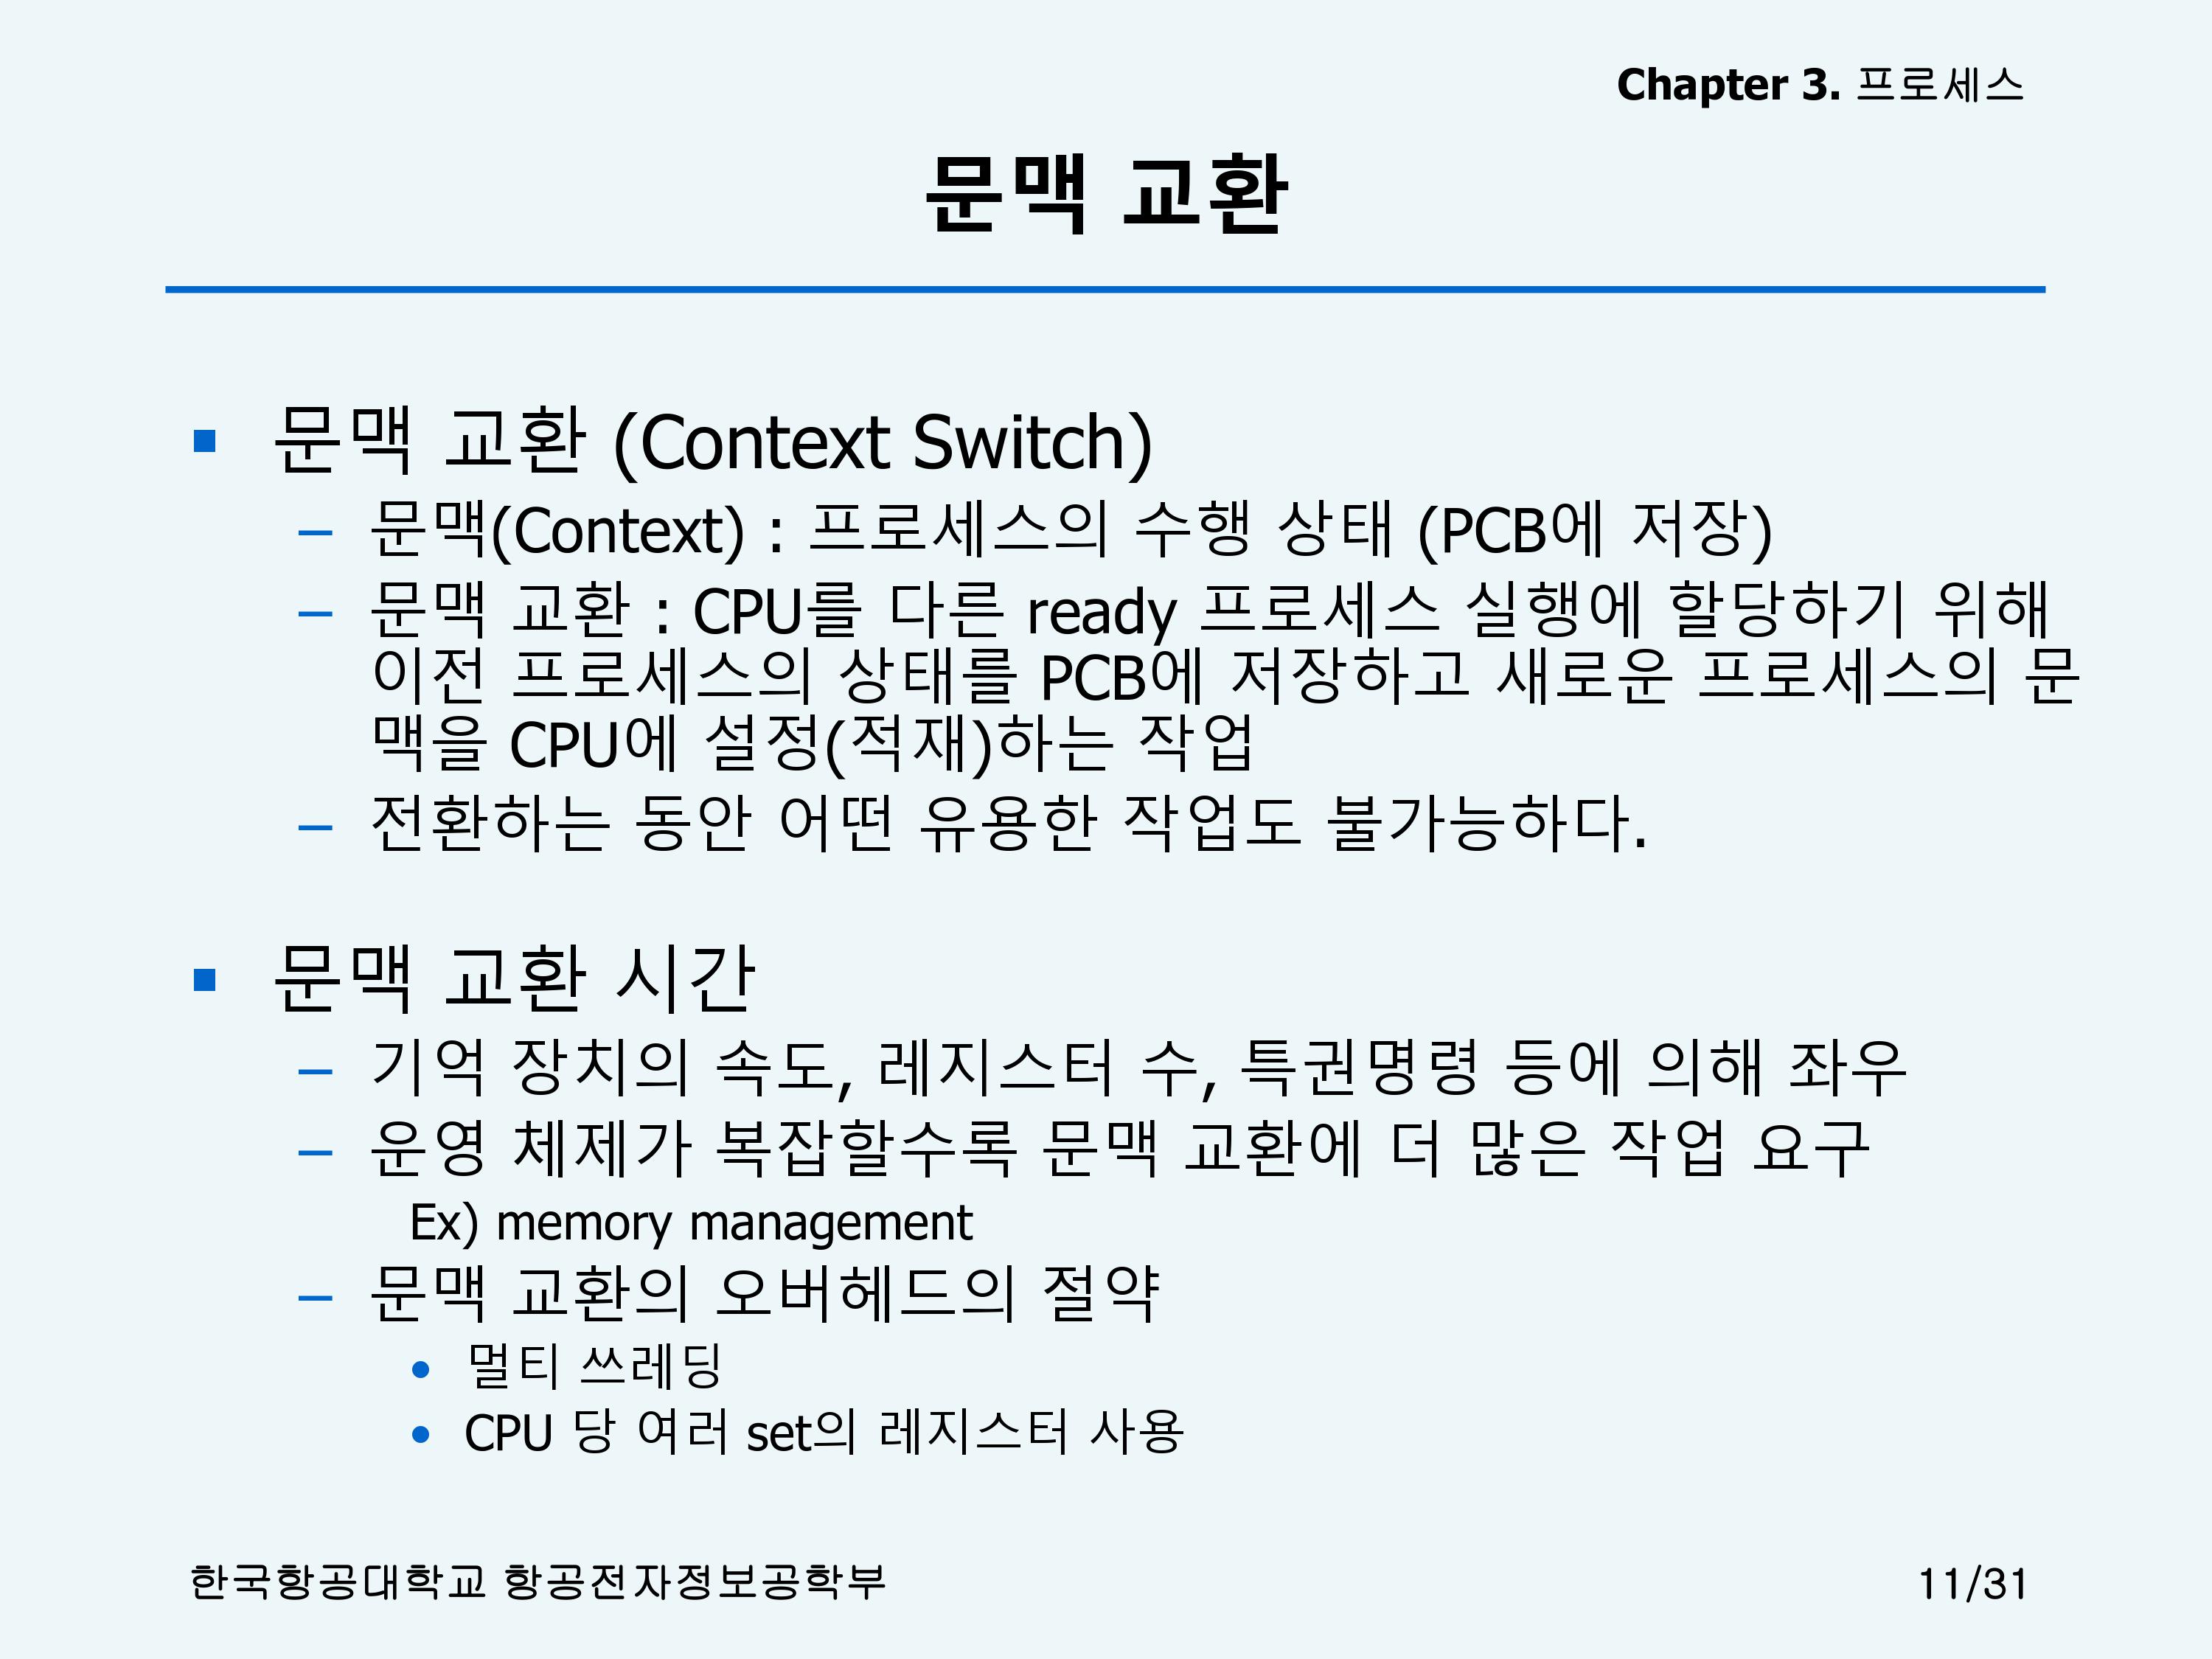 Chapter 3. 프로세스
문맥 교환
▪ 문맥 교환 (Context Switch)
– 문맥(Context) : 프로세스의 수행 상태 (PCB에 저장)
– 문맥 교환 : CPU를 다른 ready 프로세스 실행에 할당하기 위해
이전 프로세스의 상태를 PCB에 저장하고 새로운 프로세스의 문
맥을 CPU에 설정(적재)하는 작업
– 전환하는 동안 어떤 유용한 작업도 불가능하다.
▪ 문맥 교환 시간
– 기억 장치의 속도, 레지스터 수, 특권명령 등에 의해 좌우
– 운영 체제가 복잡할수록 문맥 교환에 더 많은 작업 요구
Ex) memory management
– 문맥 교환의 오버헤드의 절약
• 멀티 쓰레딩
• CPU 당 여러 set의 레지스터 사용
한국항공대학교 항공전자정보공학부
11/31